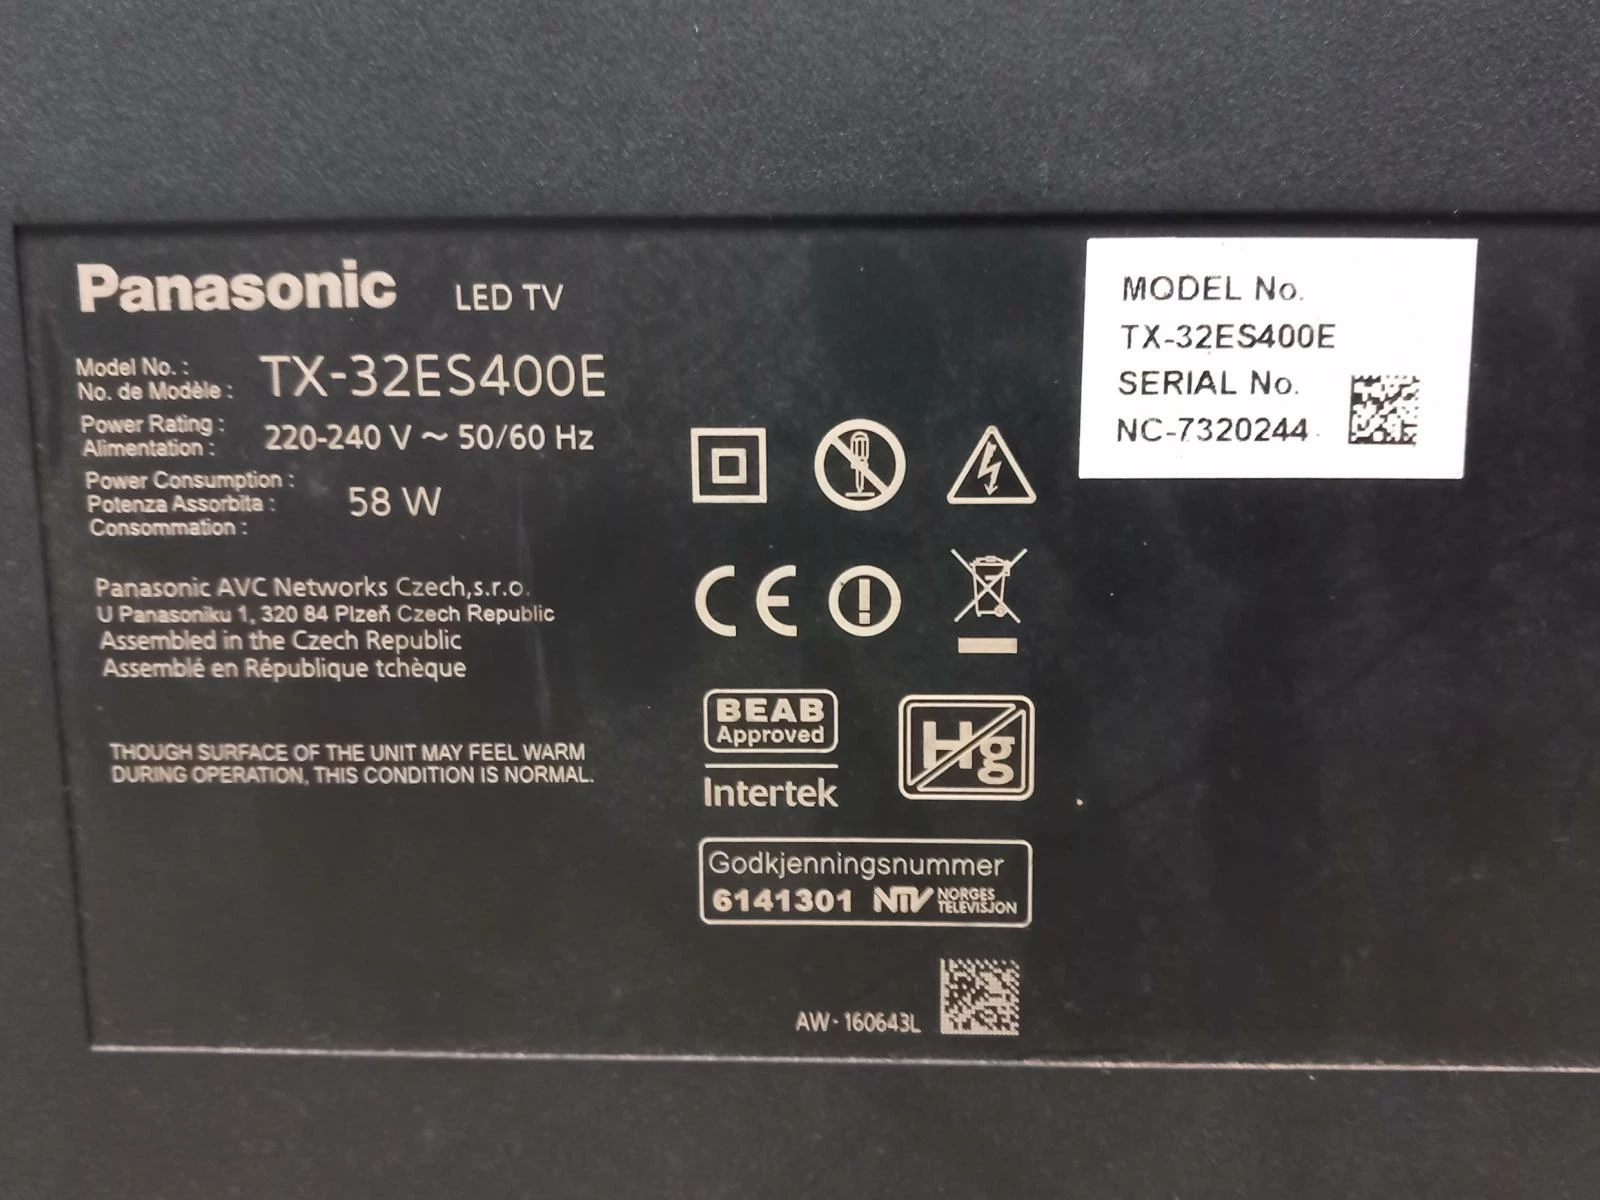 Panasonic LED TV
Model No. :
No. de Modèle : TX-32ES400E
Power Rating :
Alimentation : 220-240 V ~ 50/60 Hz
Power Consumption :
Potenza Assorbita : 58 W
Consommation :
Panasonic AVC Networks Czech,s.r.o.
U Panasoniku 1, 320 84 Plzeň Czech Republic
Assembled in the Czech Republic
Assemblé en République tchèque
THOUGH SURFACE OF THE UNIT MAY FEEL WARM
DURING OPERATION, THIS CONDITION IS NORMAL.
CE
BEAB
Approved
Intertek
Hg
Godkjenningsnummer
6141301 NTV NORGES
TELEVISJON
AW-160643L
MODEL No.
TX-32ES400E
SERIAL No.
NC-7320244